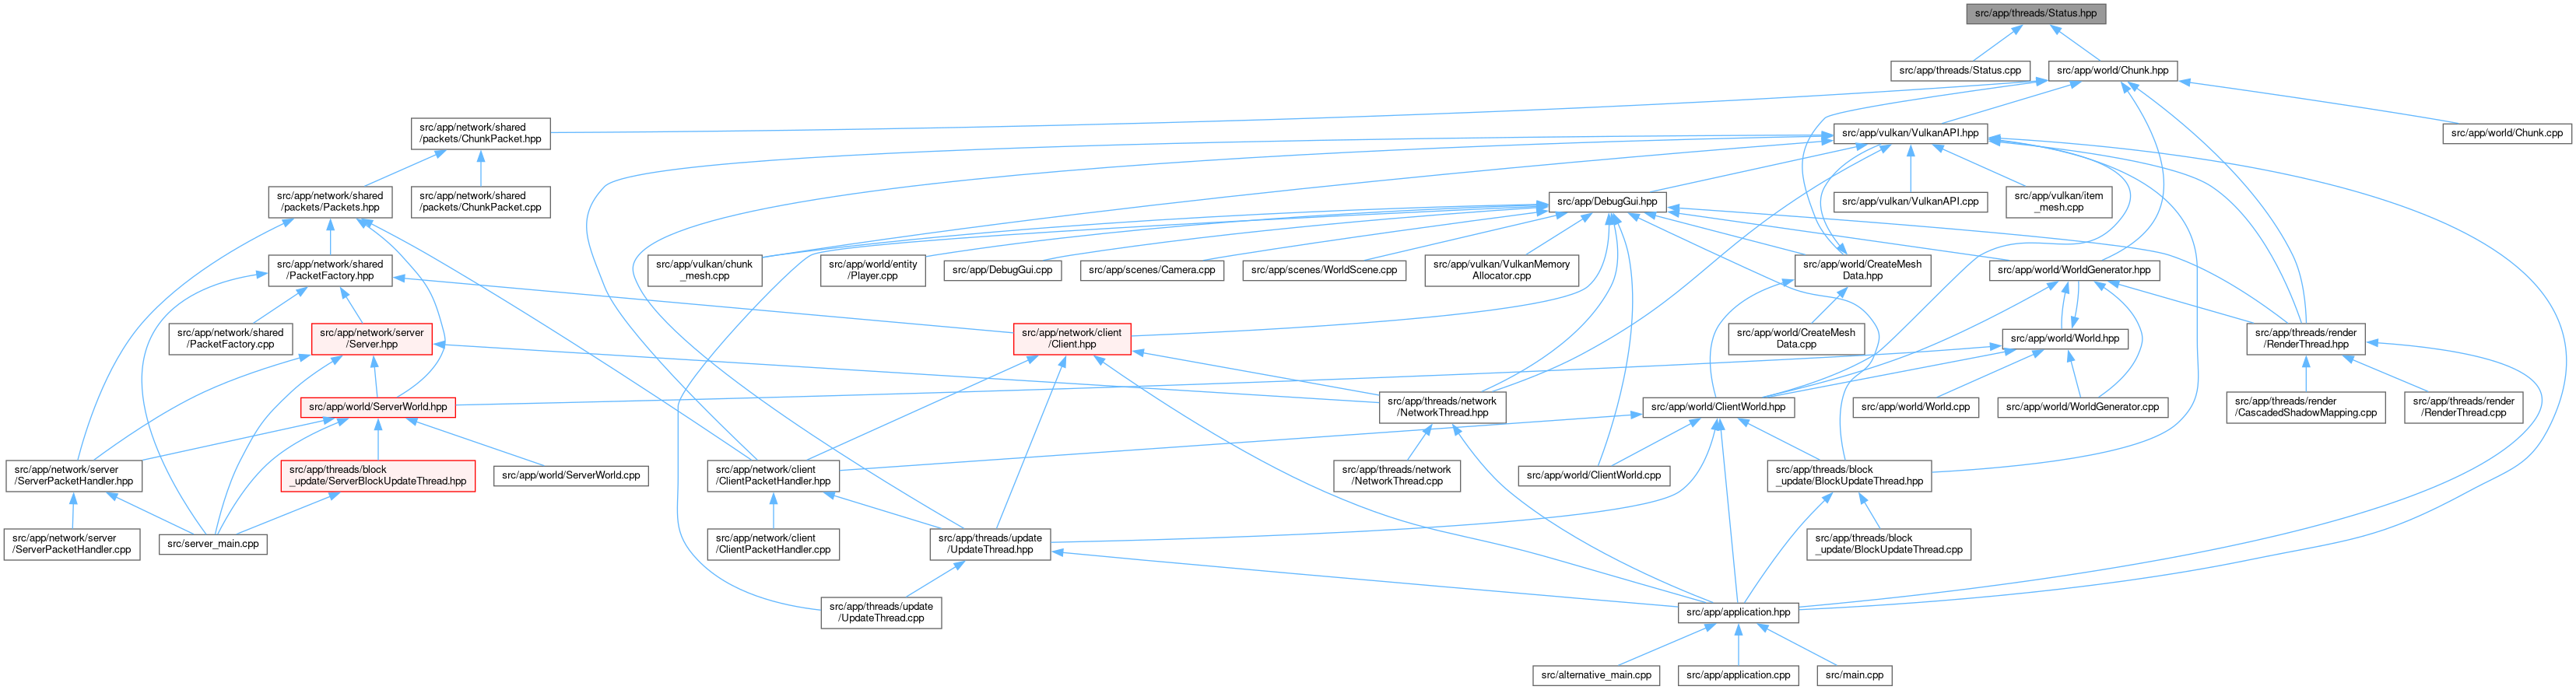 src/app/threads/Status.hpp
src/app/threads/Status.cpp
src/app/world/Chunk.hpp
src/app/network/shared
/packets/ChunkPacket.hpp
src/app/vulkan/VulkanAPI.hpp
src/app/world/Chunk.cpp
src/app/network/shared
/packets/Packets.hpp
src/app/network/shared
/packets/ChunkPacket.cpp
src/app/DebugGui.hpp
src/app/vulkan/VulkanAPI.cpp
src/app/vulkan/item
_mesh.cpp
src/app/network/shared
/PacketFactory.hpp
src/app/vulkan/chunk
_mesh.cpp
src/app/world/entity
/Player.cpp
src/app/DebugGui.cpp
src/app/scenes/Camera.cpp
src/app/scenes/WorldScene.cpp
src/app/vulkan/VulkanMemory
Allocator.cpp
src/app/world/CreateMesh
Data.hpp
src/app/world/WorldGenerator.hpp
src/app/network/shared
/PacketFactory.cpp
src/app/network/server
/Server.hpp
src/app/network/client
/Client.hpp
src/app/world/CreateMesh
Data.cpp
src/app/world/World.hpp
src/app/threads/render
/RenderThread.hpp
src/app/world/ServerWorld.hpp
src/app/threads/network
/NetworkThread.hpp
src/app/world/ClientWorld.hpp
src/app/world/World.cpp
src/app/world/WorldGenerator.cpp
src/app/threads/render
/CascadedShadowMapping.cpp
src/app/threads/render
/RenderThread.cpp
src/app/network/server
/ServerPacketHandler.hpp
src/app/threads/block
_update/ServerBlockUpdateThread.hpp
src/app/world/ServerWorld.cpp
src/app/network/client
/ClientPacketHandler.hpp
src/app/threads/network
/NetworkThread.cpp
src/app/world/ClientWorld.cpp
src/app/threads/block
_update/BlockUpdateThread.hpp
src/app/network/server
/ServerPacketHandler.cpp
src/server_main.cpp
src/app/network/client
/ClientPacketHandler.cpp
src/app/threads/update
/UpdateThread.hpp
src/app/threads/block
_update/BlockUpdateThread.cpp
src/app/threads/update
/UpdateThread.cpp
src/app/application.hpp
src/alternative_main.cpp
src/app/application.cpp
src/main.cpp